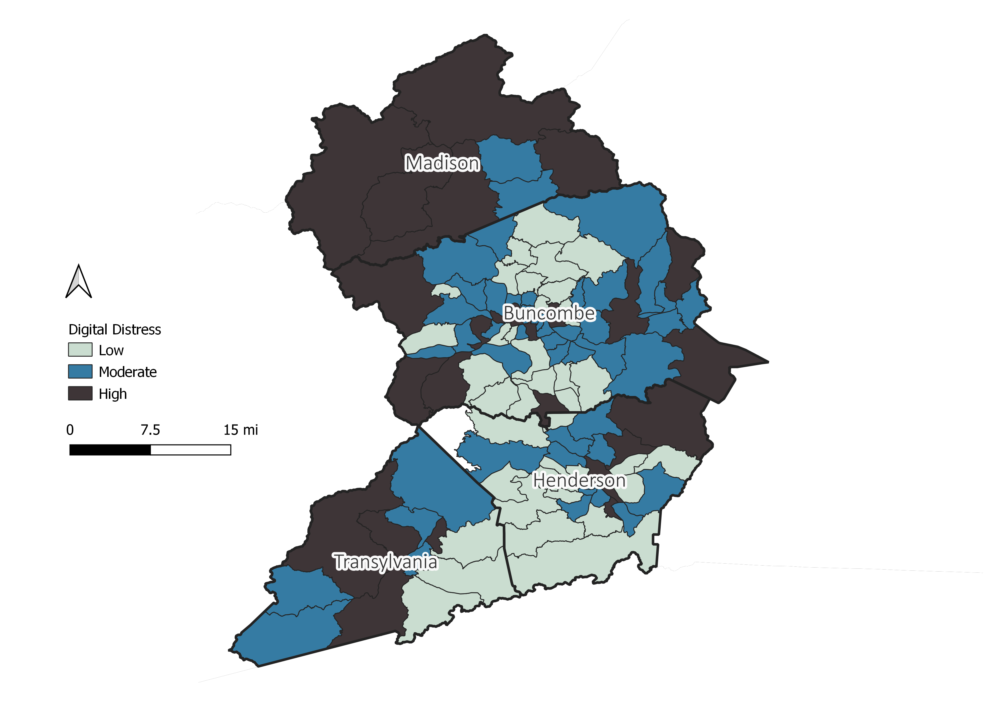 Madison
Buncombe
Digital Distress
Low
Moderate
High
0 7.5 15 mi
Henderson
Transylvania